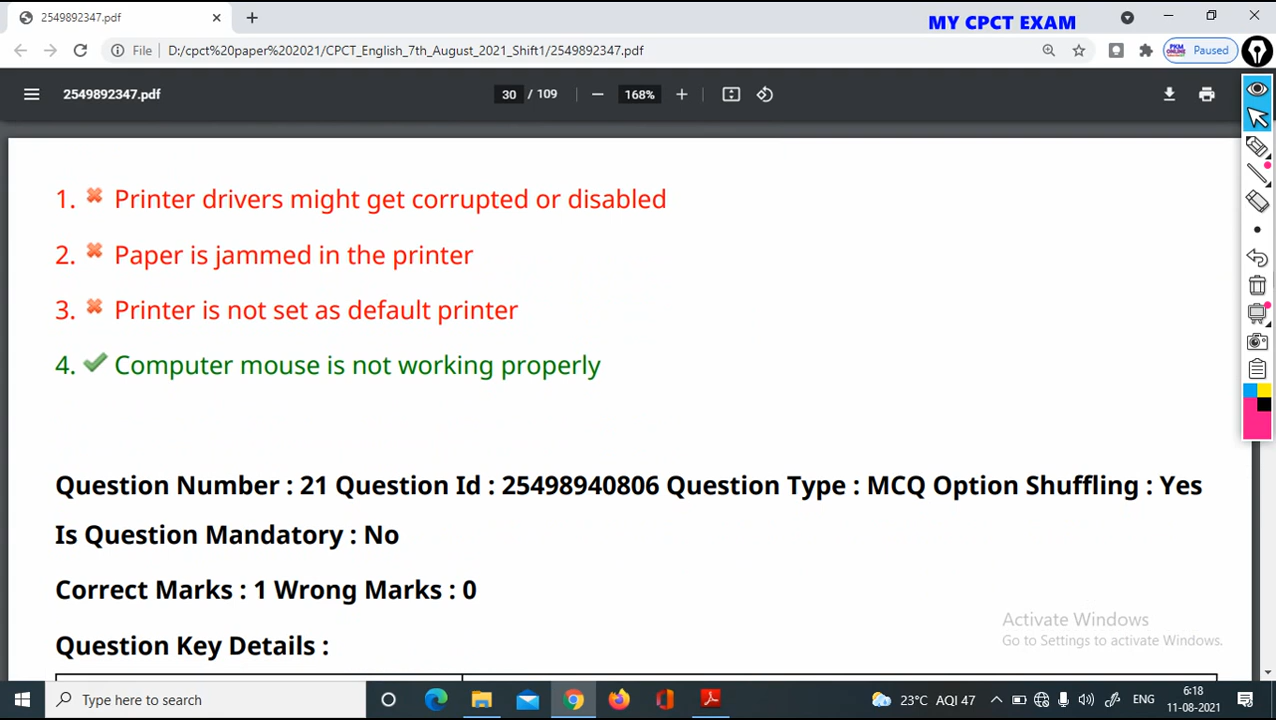 2549892347.pdf
MY CPCT EXAM
File D:/cpct%20paper%202021/CPCT_English_7th_August_2021_Shift1/2549892347.pdf
Paused
2549892347.pdf
30 / 109
168%
1. Printer drivers might get corrupted or disabled
2. Paper is jammed in the printer
3. Printer is not set as default printer
4. Computer mouse is not working properly
Question Number : 21 Question Id : 25498940806 Question Type : MCQ Option Shuffling : Yes
Is Question Mandatory : No
Correct Marks : 1 Wrong Marks : 0
Question Key Details :
Activate Windows
Go to Settings to activate Windows.
Type here to search
23°C AQI 47
ENG
6:18
11-08-2021